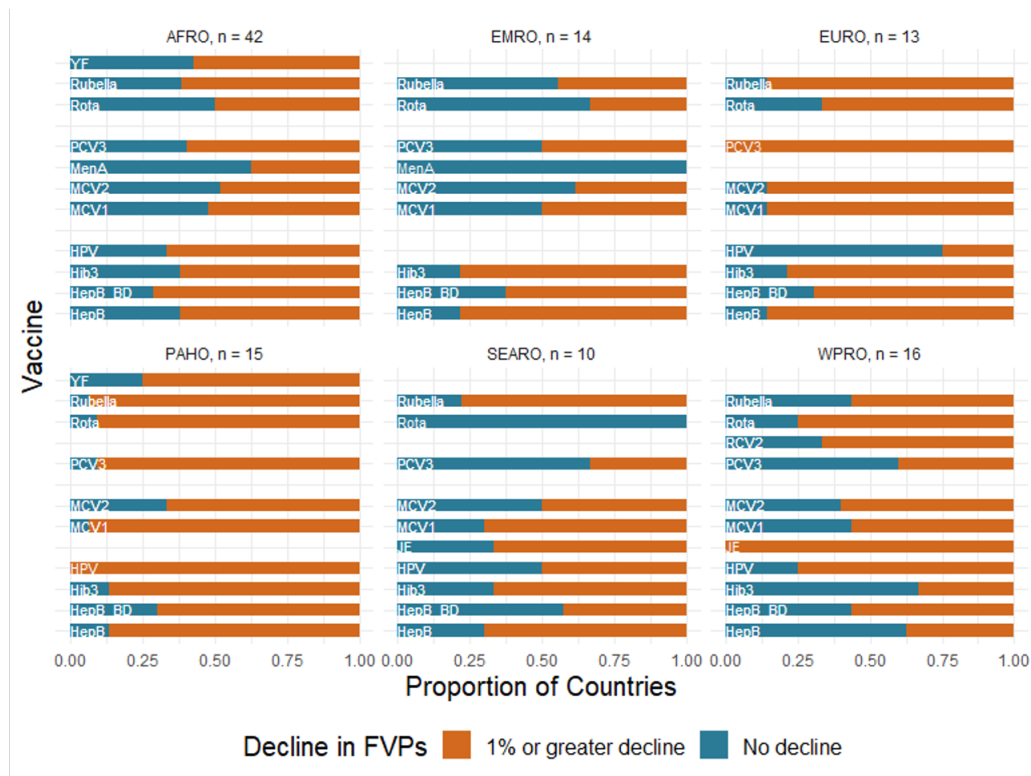 AFRO, n = 42
EMRO, n = 14
EURO, n = 13
YF
Rubella
Rota
PCV3
MenA
MCV2
MCV1
HPV
Hib3
HepB_BD
HepB
Rubella
Rota
PCV3
MenA
MCV2
MCV1
Hib3
HepB_BD
HepB
Rubella
Rota
PCV3
MCV2
MCV1
HPV
Hib3
HepB_BD
HepB
Vaccine
PAHO, n = 15
SEARO, n = 10
WPRO, n = 16
YF
Rubella
Rota
PCV3
MCV2
MCV1
HPV
Hib3
HepB_BD
HepB
Rubella
Rota
PCV3
MCV2
MCV1
JE
HPV
Hib3
HepB_BD
HepB
Rubella
Rota
RCV2
PCV3
MCV2
MCV1
JE
HPV
Hib3
HepB_BD
HepB
0.00 0.25 0.50 0.75 1.00
0.00 0.25 0.50 0.75 1.00
0.00 0.25 0.50 0.75 1.00
Proportion of Countries
Decline in FVPs 1% or greater decline No decline